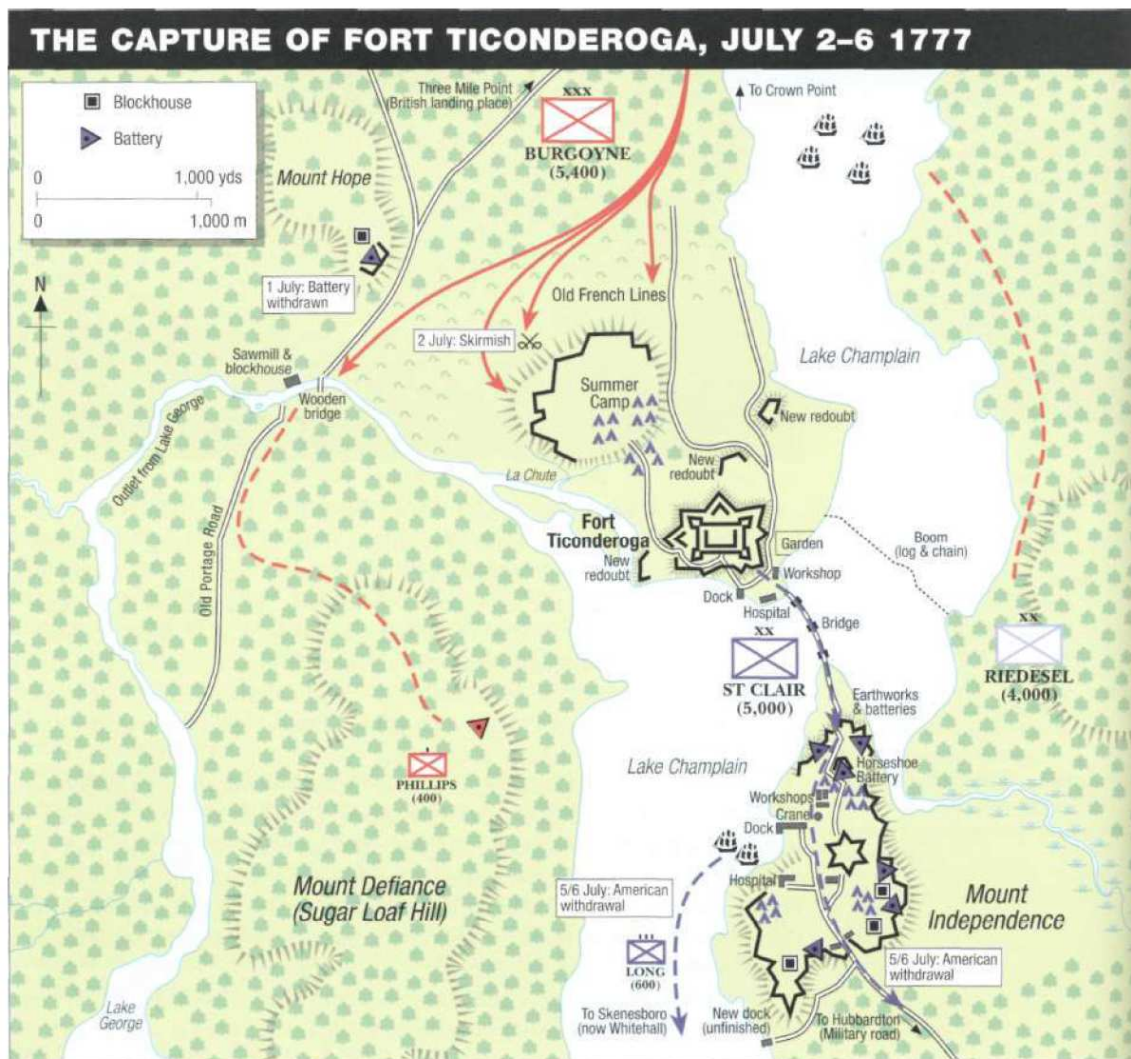 THE CAPTURE OF FORT TICONDEROGA, JULY 2–6 1777
Blockhouse
Battery
0 1,000 yds
0 1,000 m
N
Three Mile Point
(British landing place)
XXX
BURGOYNE
(5,400)
To Crown Point
Mount Hope
1 July: Battery
withdrawn
Old French Lines
2 July: Skirmish
Lake Champlain
Sawmill &
blockhouse
Wooden
bridge
Summer
Camp
New redoubt
New
redoubt
Outlet from Lake George
La Chute
Old Portage Road
Fort
Ticonderoga
New
redoubt
Garden
Boom
(log & chain)
Workshop
Dock
Hospital
Bridge
XX
ST CLAIR
(5,000)
XX
RIEDESEL
(4,000)
Earthworks
& batteries
PHILLIPS
(400)
Lake Champlain
Horseshoe
Battery
Workshops
Crane
Dock
Mount Defiance
(Sugar Loaf Hill)
5/6 July: American
withdrawal
Hospital
Mount
Independence
III
LONG
(600)
5/6 July: American
withdrawal
Lake
George
To Skenesboro
(now Whitehall)
New dock
(unfinished)
To Hubbardton
(Military road)